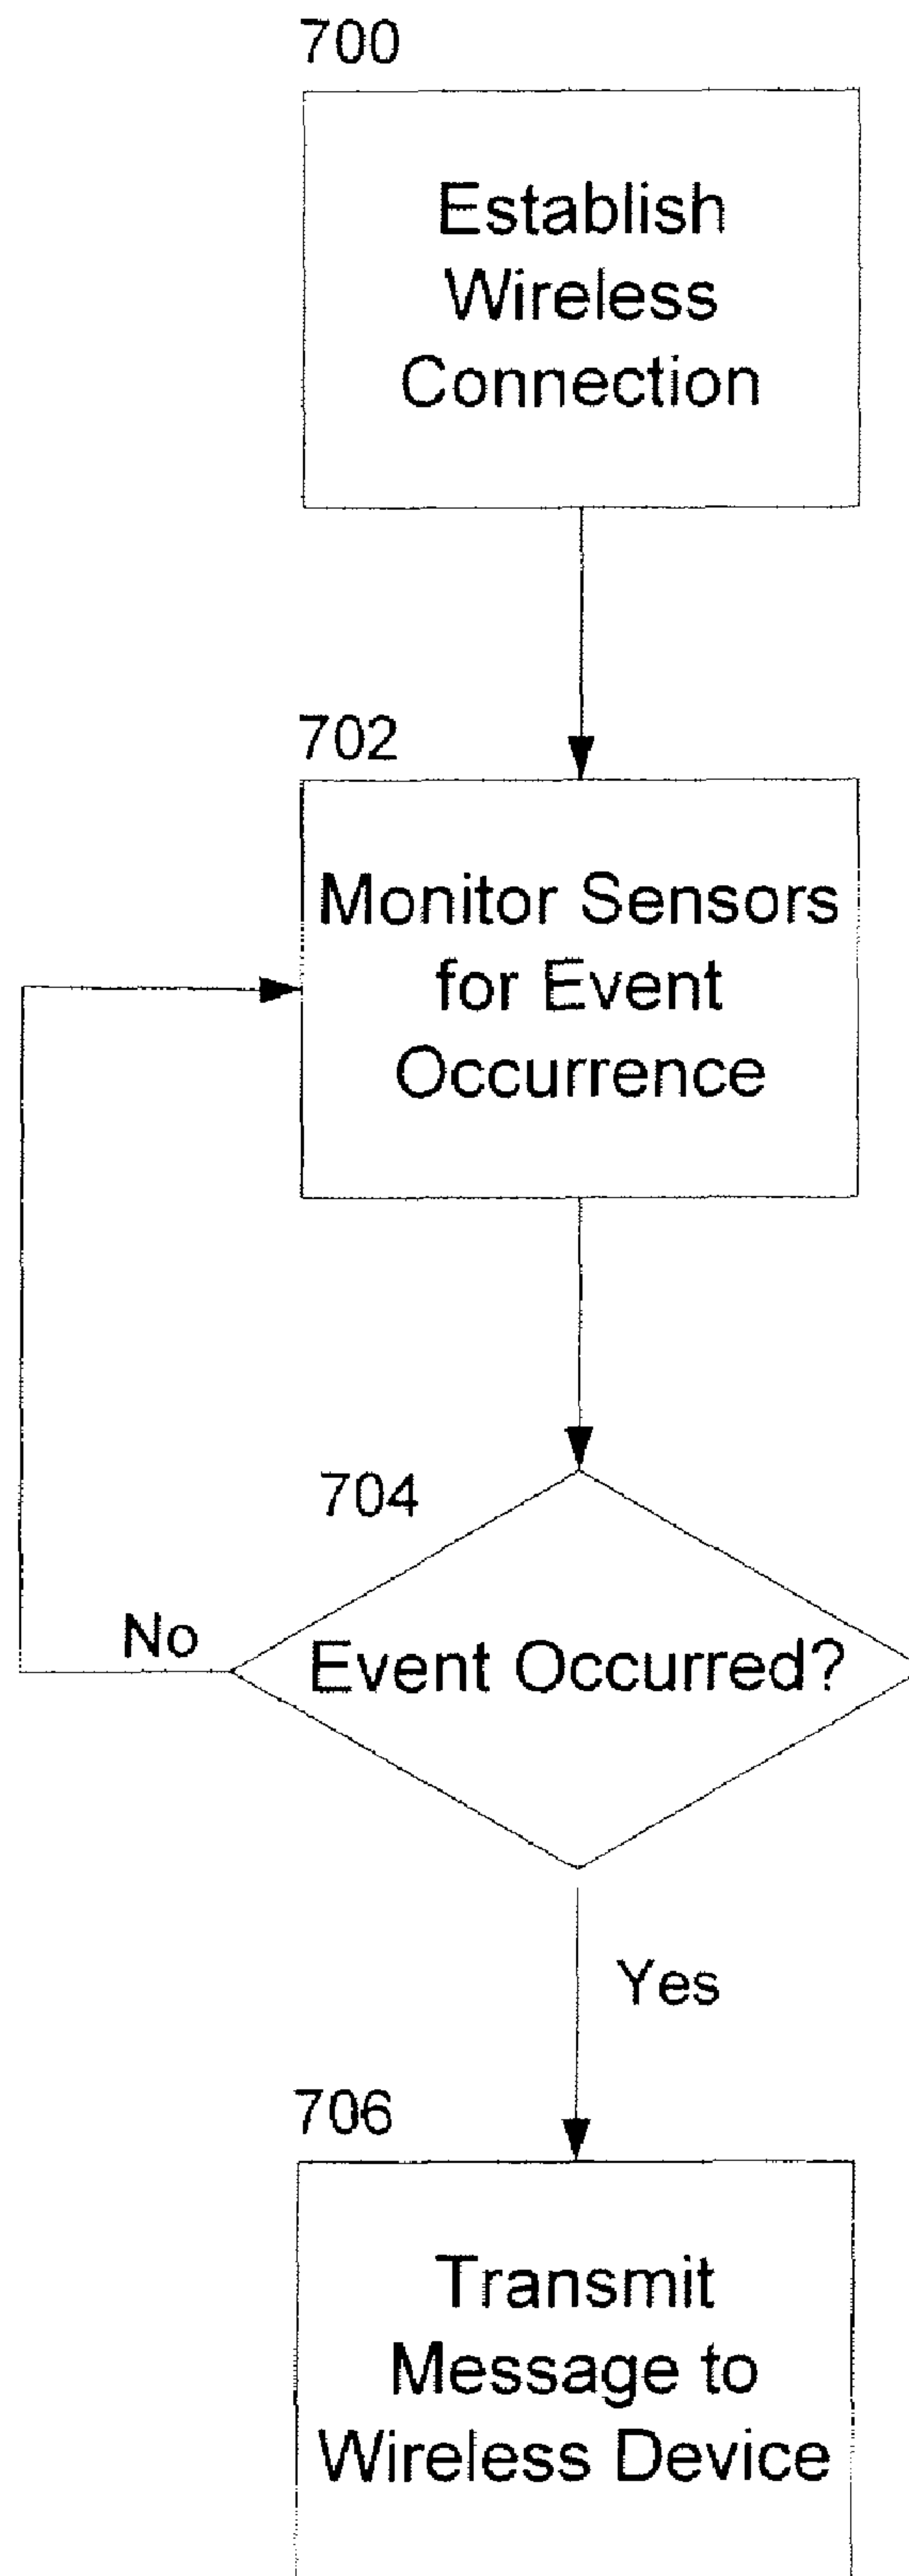 700
Establish
Wireless
Connection
702
Monitor Sensors
for Event
Occurrence
704
No
Event Occurred?
Yes
706
Transmit
Message to
Wireless Device